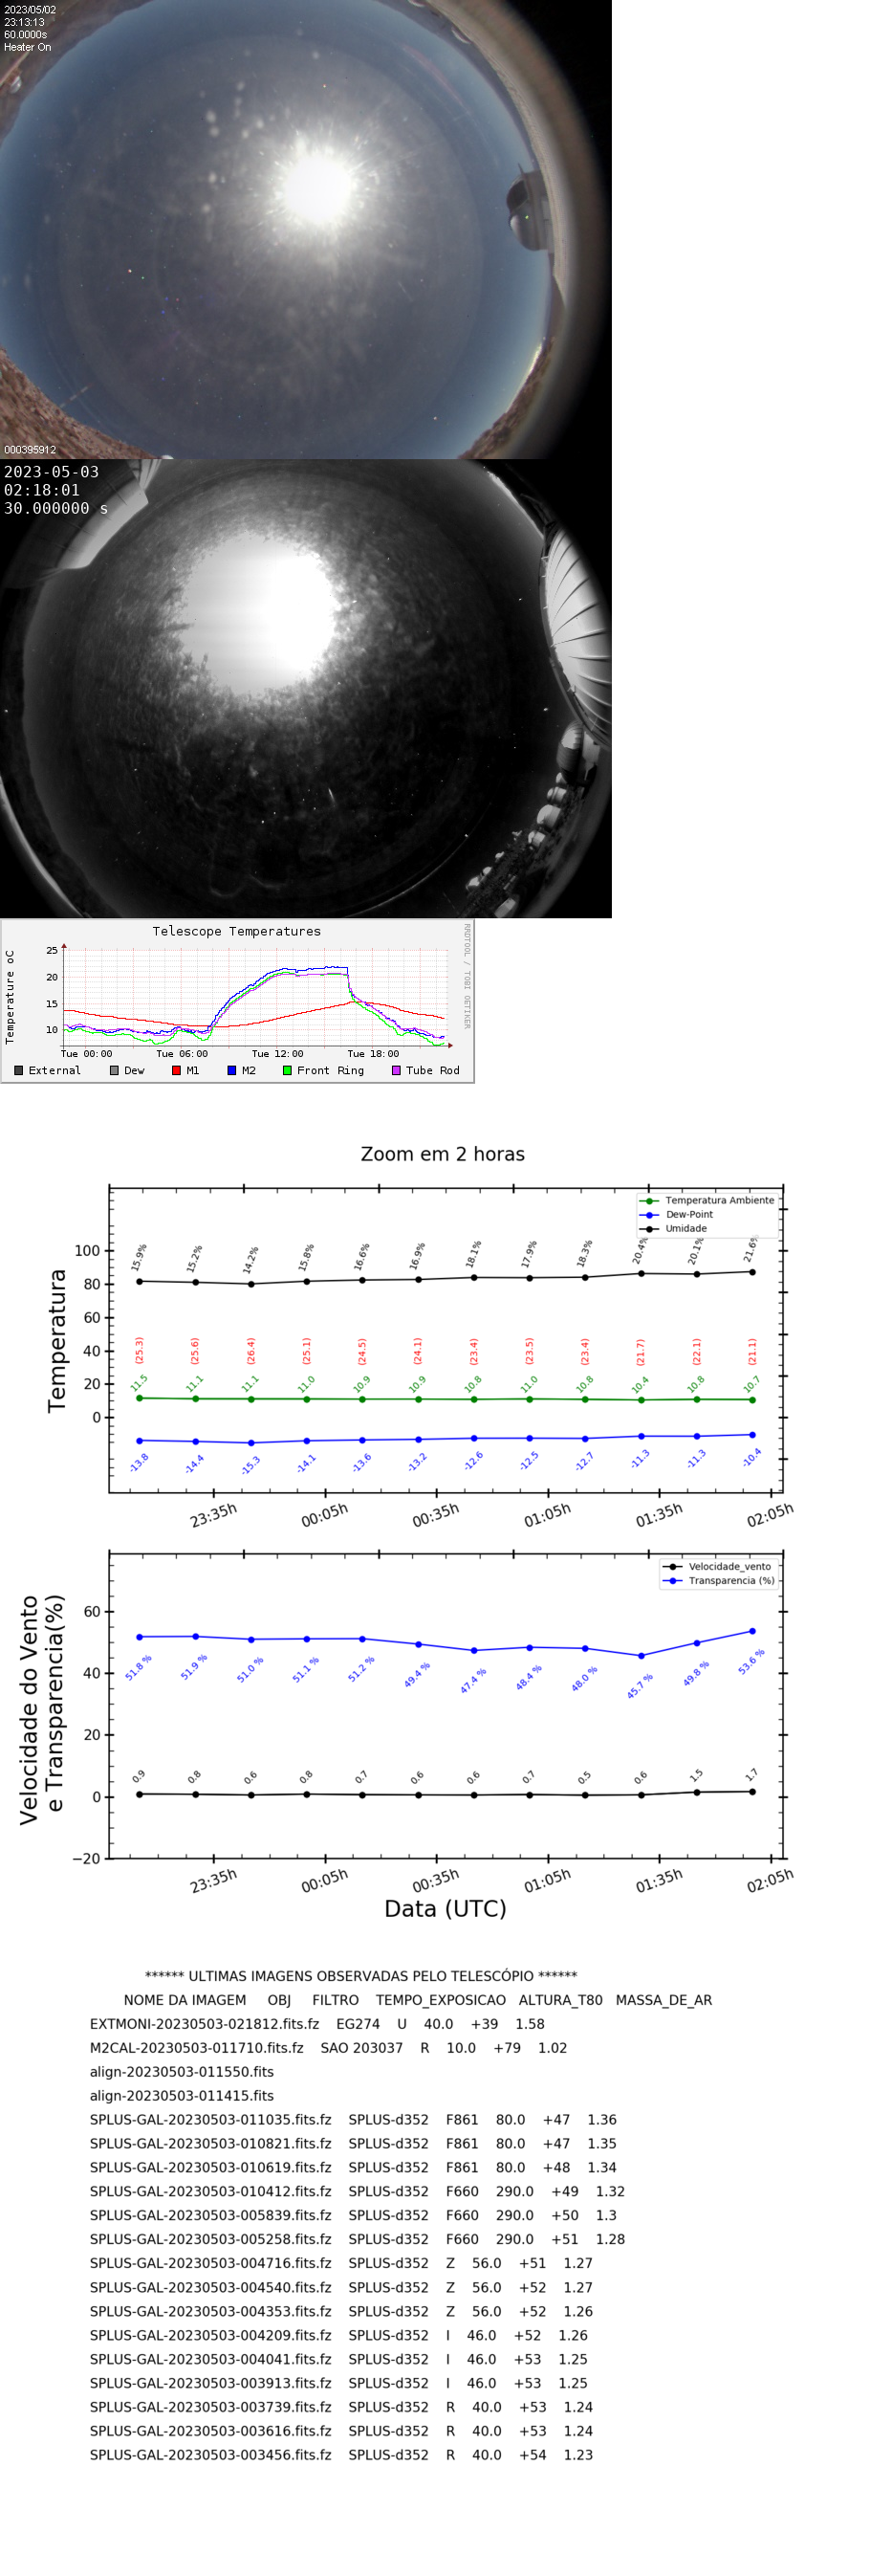 2023/05/02
23:13:13
60.0000s
Heater On
000395912
2023-05-03
02:18:01
30.000000 s
Telescope Temperatures
RRDTOOL / TOBI OETIKER
Temperature oC
25
20
15
10
Tue 00:00 Tue 06:00 Tue 12:00 Tue 18:00
External Dew M1 M2 Front Ring Tube Rod
Zoom em 2 horas
Temperatura Ambiente
Dew-Point
Umidade
Temperatura
100
80
60
40
20
0
15.9% 15.2% 14.2% 15.8% 16.6% 16.9% 18.1% 17.9% 18.3% 20.4% 20.1% 21.6%
(25.3) (25.6) (26.4) (25.1) (24.5) (24.1) (23.4) (23.5) (23.4) (21.7) (22.1) (21.1)
11.5 11.1 11.1 11.0 10.9 10.9 10.8 11.0 10.8 10.4 10.8 10.7
-13.8 -14.4 -15.3 -14.1 -13.6 -13.2 -12.6 -12.5 -12.7 -11.3 -11.3 -10.4
23:35h 00:05h 00:35h 01:05h 01:35h 02:05h
Velocidade_vento
Transparencia (%)
Velocidade do Vento
e Transparencia(%)
60
40
20
0
−20
51.8 % 51.9 % 51.0 % 51.1 % 51.2 % 49.4 % 47.4 % 48.4 % 48.0 % 45.7 % 49.8 % 53.6 %
0.9 0.8 0.6 0.8 0.7 0.6 0.6 0.7 0.5 0.6 1.5 1.7
23:35h 00:05h 00:35h 01:05h 01:35h 02:05h
Data (UTC)
****** ULTIMAS IMAGENS OBSERVADAS PELO TELESCÓPIO ******
NOME DA IMAGEM OBJ FILTRO TEMPO_EXPOSICAO ALTURA_T80 MASSA_DE_AR
EXTMONI-20230503-021812.fits.fz EG274 U 40.0 +39 1.58
M2CAL-20230503-011710.fits.fz SAO 203037 R 10.0 +79 1.02
align-20230503-011550.fits
align-20230503-011415.fits
SPLUS-GAL-20230503-011035.fits.fz SPLUS-d352 F861 80.0 +47 1.36
SPLUS-GAL-20230503-010821.fits.fz SPLUS-d352 F861 80.0 +47 1.35
SPLUS-GAL-20230503-010619.fits.fz SPLUS-d352 F861 80.0 +48 1.34
SPLUS-GAL-20230503-010412.fits.fz SPLUS-d352 F660 290.0 +49 1.32
SPLUS-GAL-20230503-005839.fits.fz SPLUS-d352 F660 290.0 +50 1.3
SPLUS-GAL-20230503-005258.fits.fz SPLUS-d352 F660 290.0 +51 1.28
SPLUS-GAL-20230503-004716.fits.fz SPLUS-d352 Z 56.0 +51 1.27
SPLUS-GAL-20230503-004540.fits.fz SPLUS-d352 Z 56.0 +52 1.27
SPLUS-GAL-20230503-004353.fits.fz SPLUS-d352 Z 56.0 +52 1.26
SPLUS-GAL-20230503-004209.fits.fz SPLUS-d352 I 46.0 +52 1.26
SPLUS-GAL-20230503-004041.fits.fz SPLUS-d352 I 46.0 +53 1.25
SPLUS-GAL-20230503-003913.fits.fz SPLUS-d352 I 46.0 +53 1.25
SPLUS-GAL-20230503-003739.fits.fz SPLUS-d352 R 40.0 +53 1.24
SPLUS-GAL-20230503-003616.fits.fz SPLUS-d352 R 40.0 +53 1.24
SPLUS-GAL-20230503-003456.fits.fz SPLUS-d352 R 40.0 +54 1.23